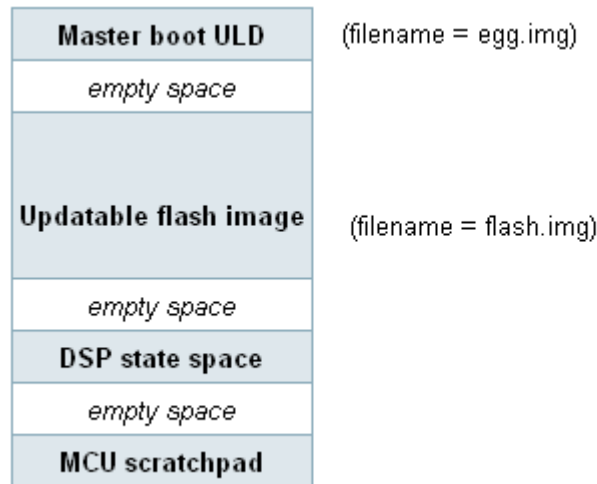 Master boot ULD (filename = egg.img)
empty space
Updatable flash image (filename = flash.img)
empty space
DSP state space
empty space
MCU scratchpad